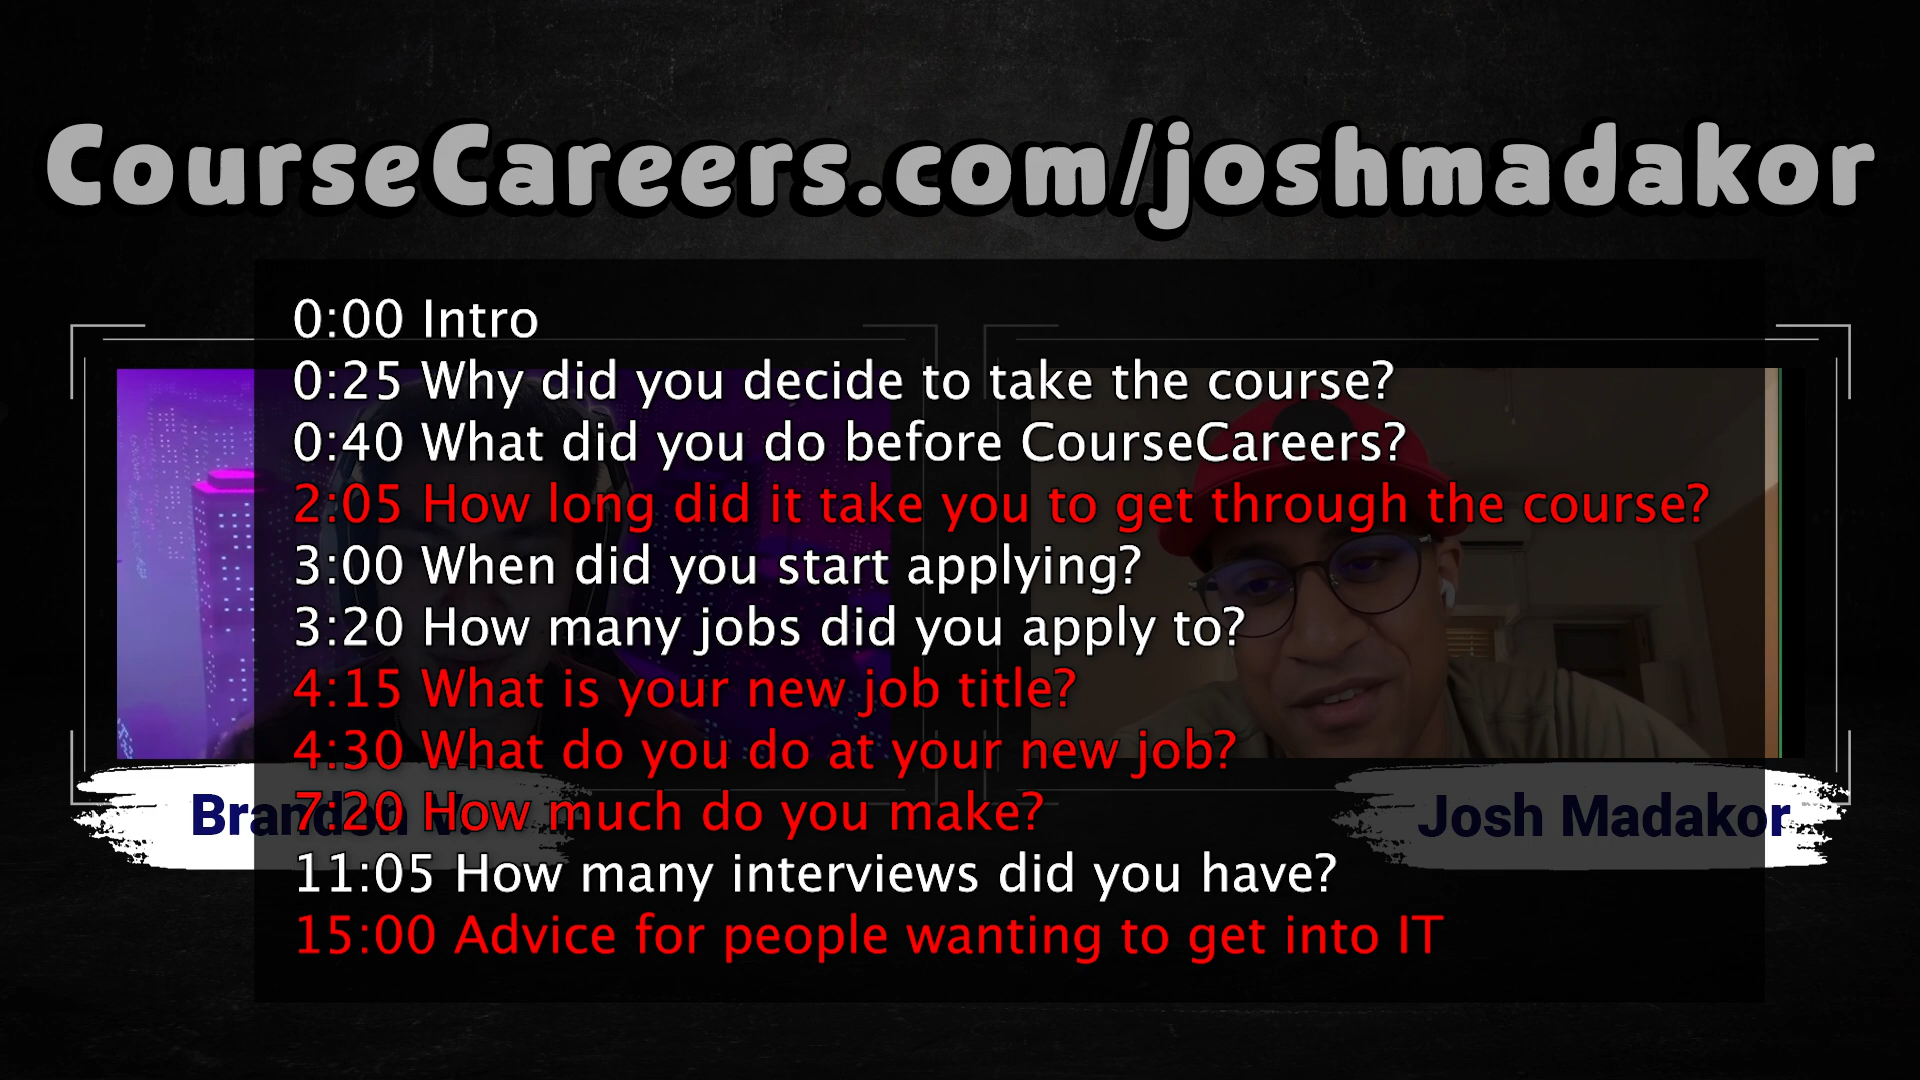 CourseCareers.com/joshmadakor
0:00 Intro
0:25 Why did you decide to take the course?
0:40 What did you do before CourseCareers?
2:05 How long did it take you to get through the course?
3:00 When did you start applying?
3:20 How many jobs did you apply to?
4:15 What is your new job title?
4:30 What do you do at your new job?
7:20 How much do you make?
11:05 How many interviews did you have?
15:00 Advice for people wanting to get into IT
Branden V.
Josh Madakor